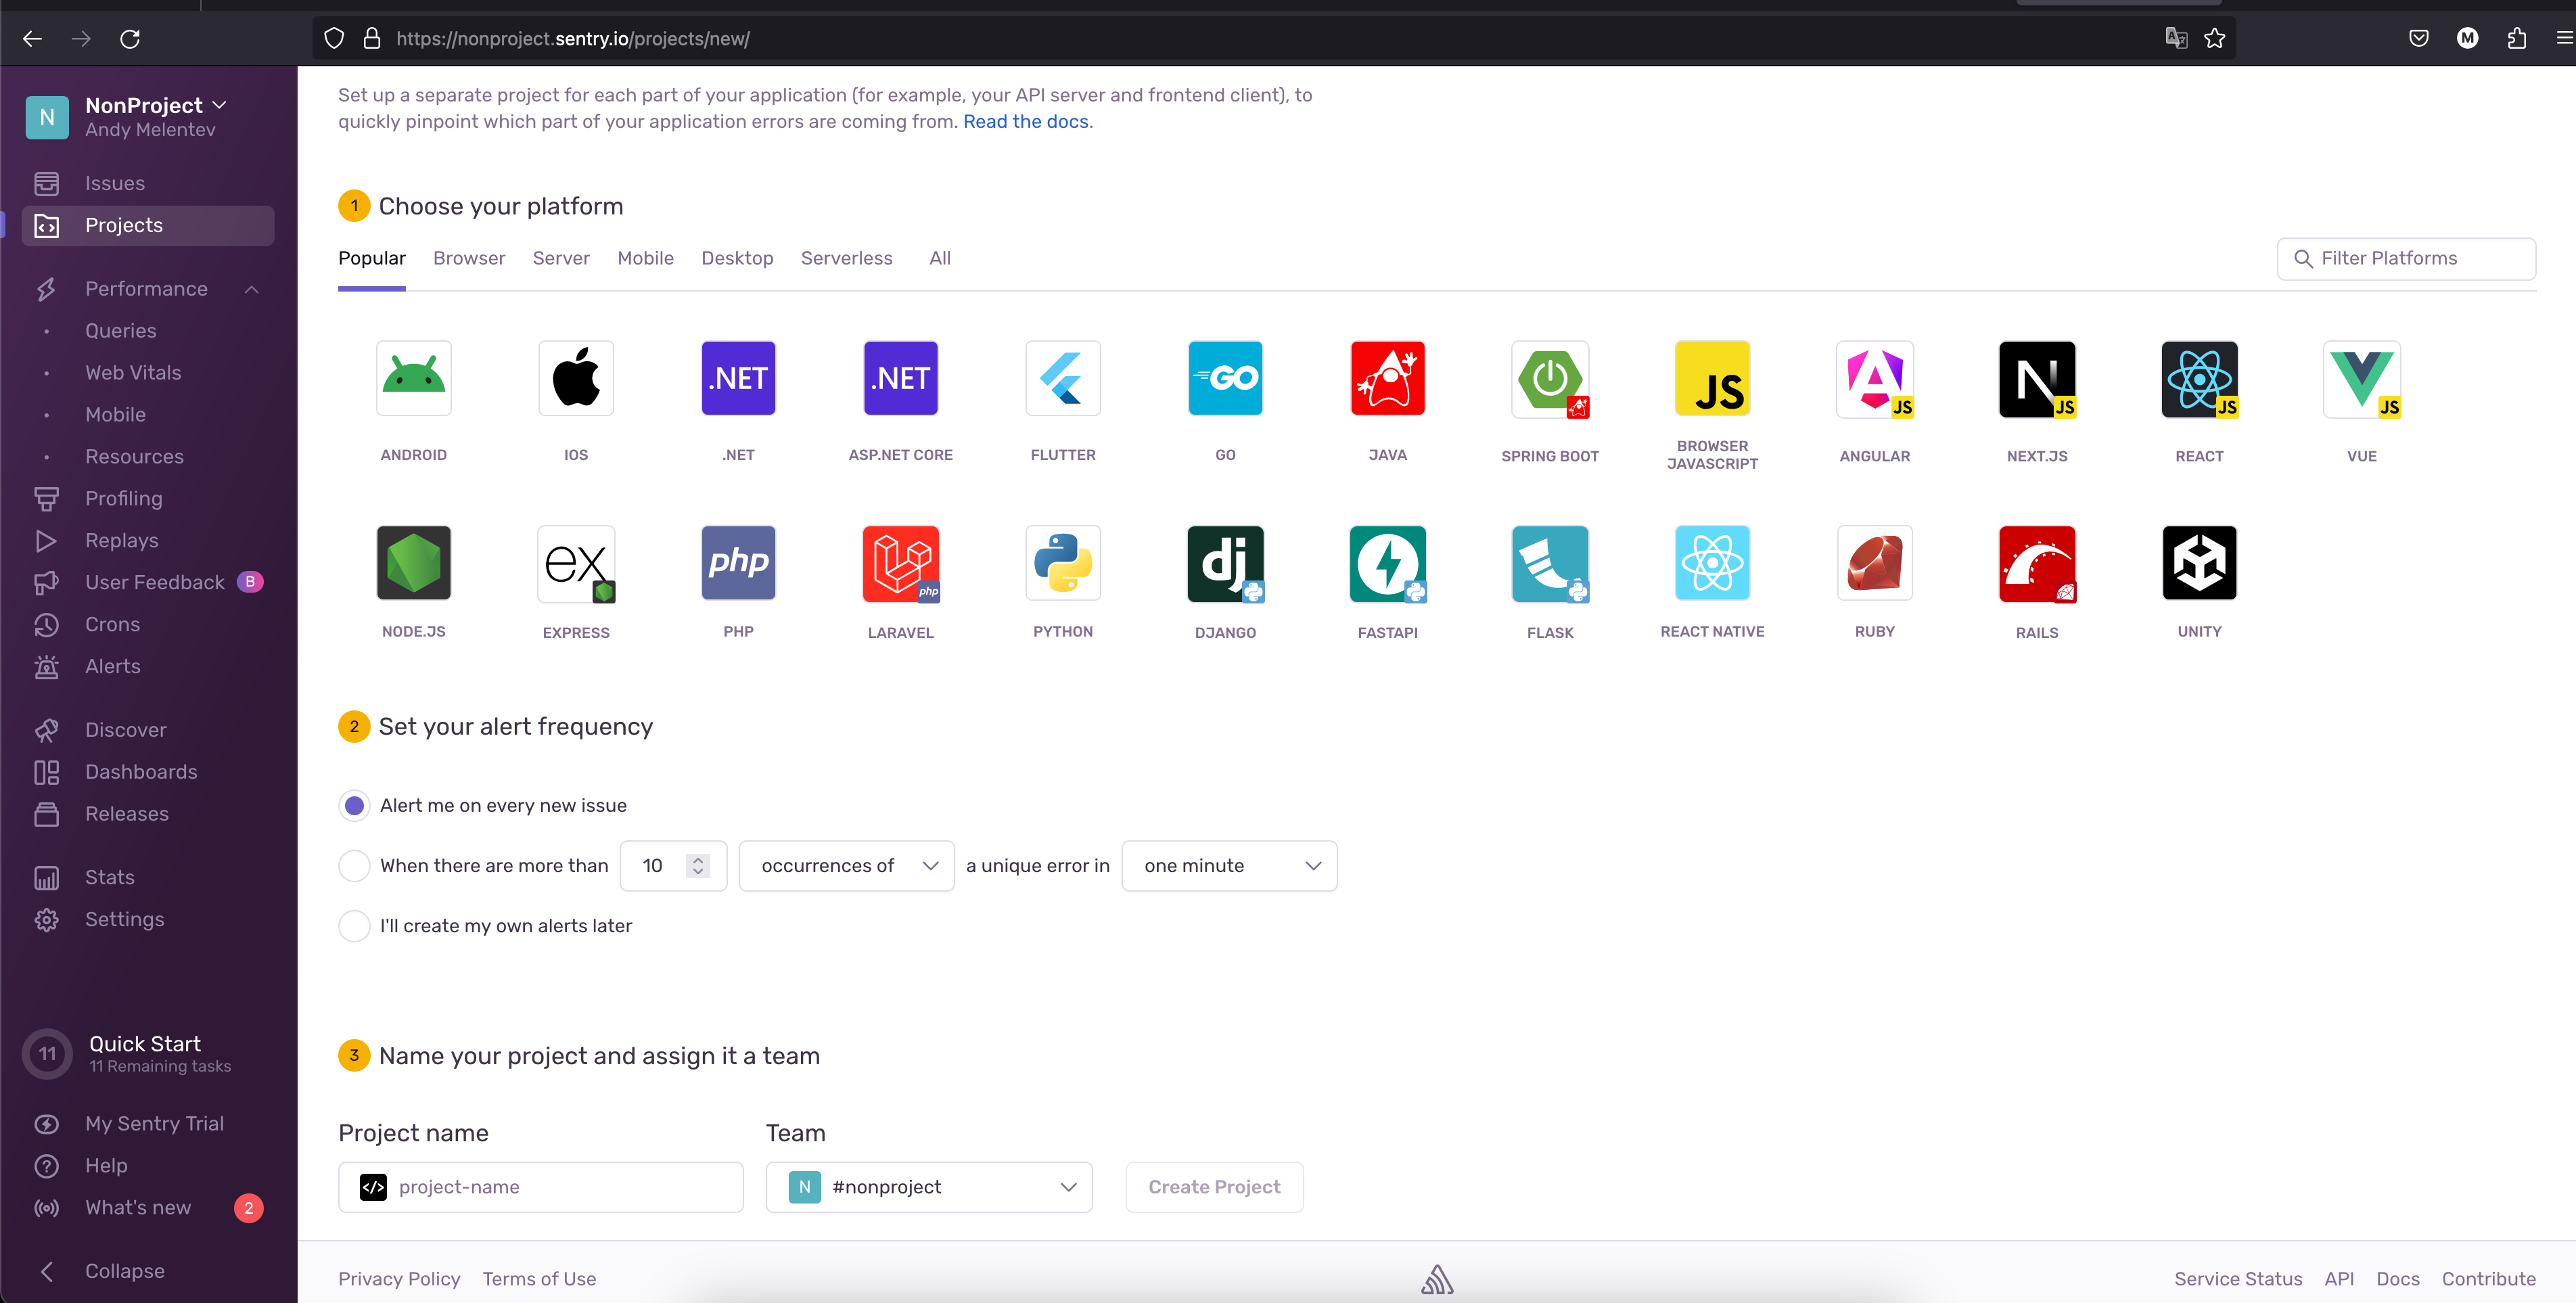 https://nonproject.sentry.io/projects/new/
M
N
NonProject
Andy Melentev
Issues
Projects
Performance
Queries
Web Vitals
Mobile
Resources
Profiling
Replays
User Feedback B
Crons
Alerts
Discover
Dashboards
Releases
Stats
Settings
11
Quick Start
11 Remaining tasks
My Sentry Trial
Help
What's new 2
Collapse
Set up a separate project for each part of your application (for example, your API server and frontend client), to
quickly pinpoint which part of your application errors are coming from. Read the docs.
1 Choose your platform
Popular Browser Server Mobile Desktop Serverless All
Filter Platforms
.NET .NET GO JS JS N JS JS JS
ANDROID IOS .NET ASP.NET CORE FLUTTER GO JAVA SPRING BOOT BROWSER JAVASCRIPT ANGULAR NEXT.JS REACT VUE
ex php php dj
NODE.JS EXPRESS PHP LARAVEL PYTHON DJANGO FASTAPI FLASK REACT NATIVE RUBY RAILS UNITY
2 Set your alert frequency
Alert me on every new issue
When there are more than 10 occurrences of a unique error in one minute
I'll create my own alerts later
3 Name your project and assign it a team
Project name Team
</> project-name N #nonproject Create Project
Privacy Policy Terms of Use Service Status API Docs Contribute